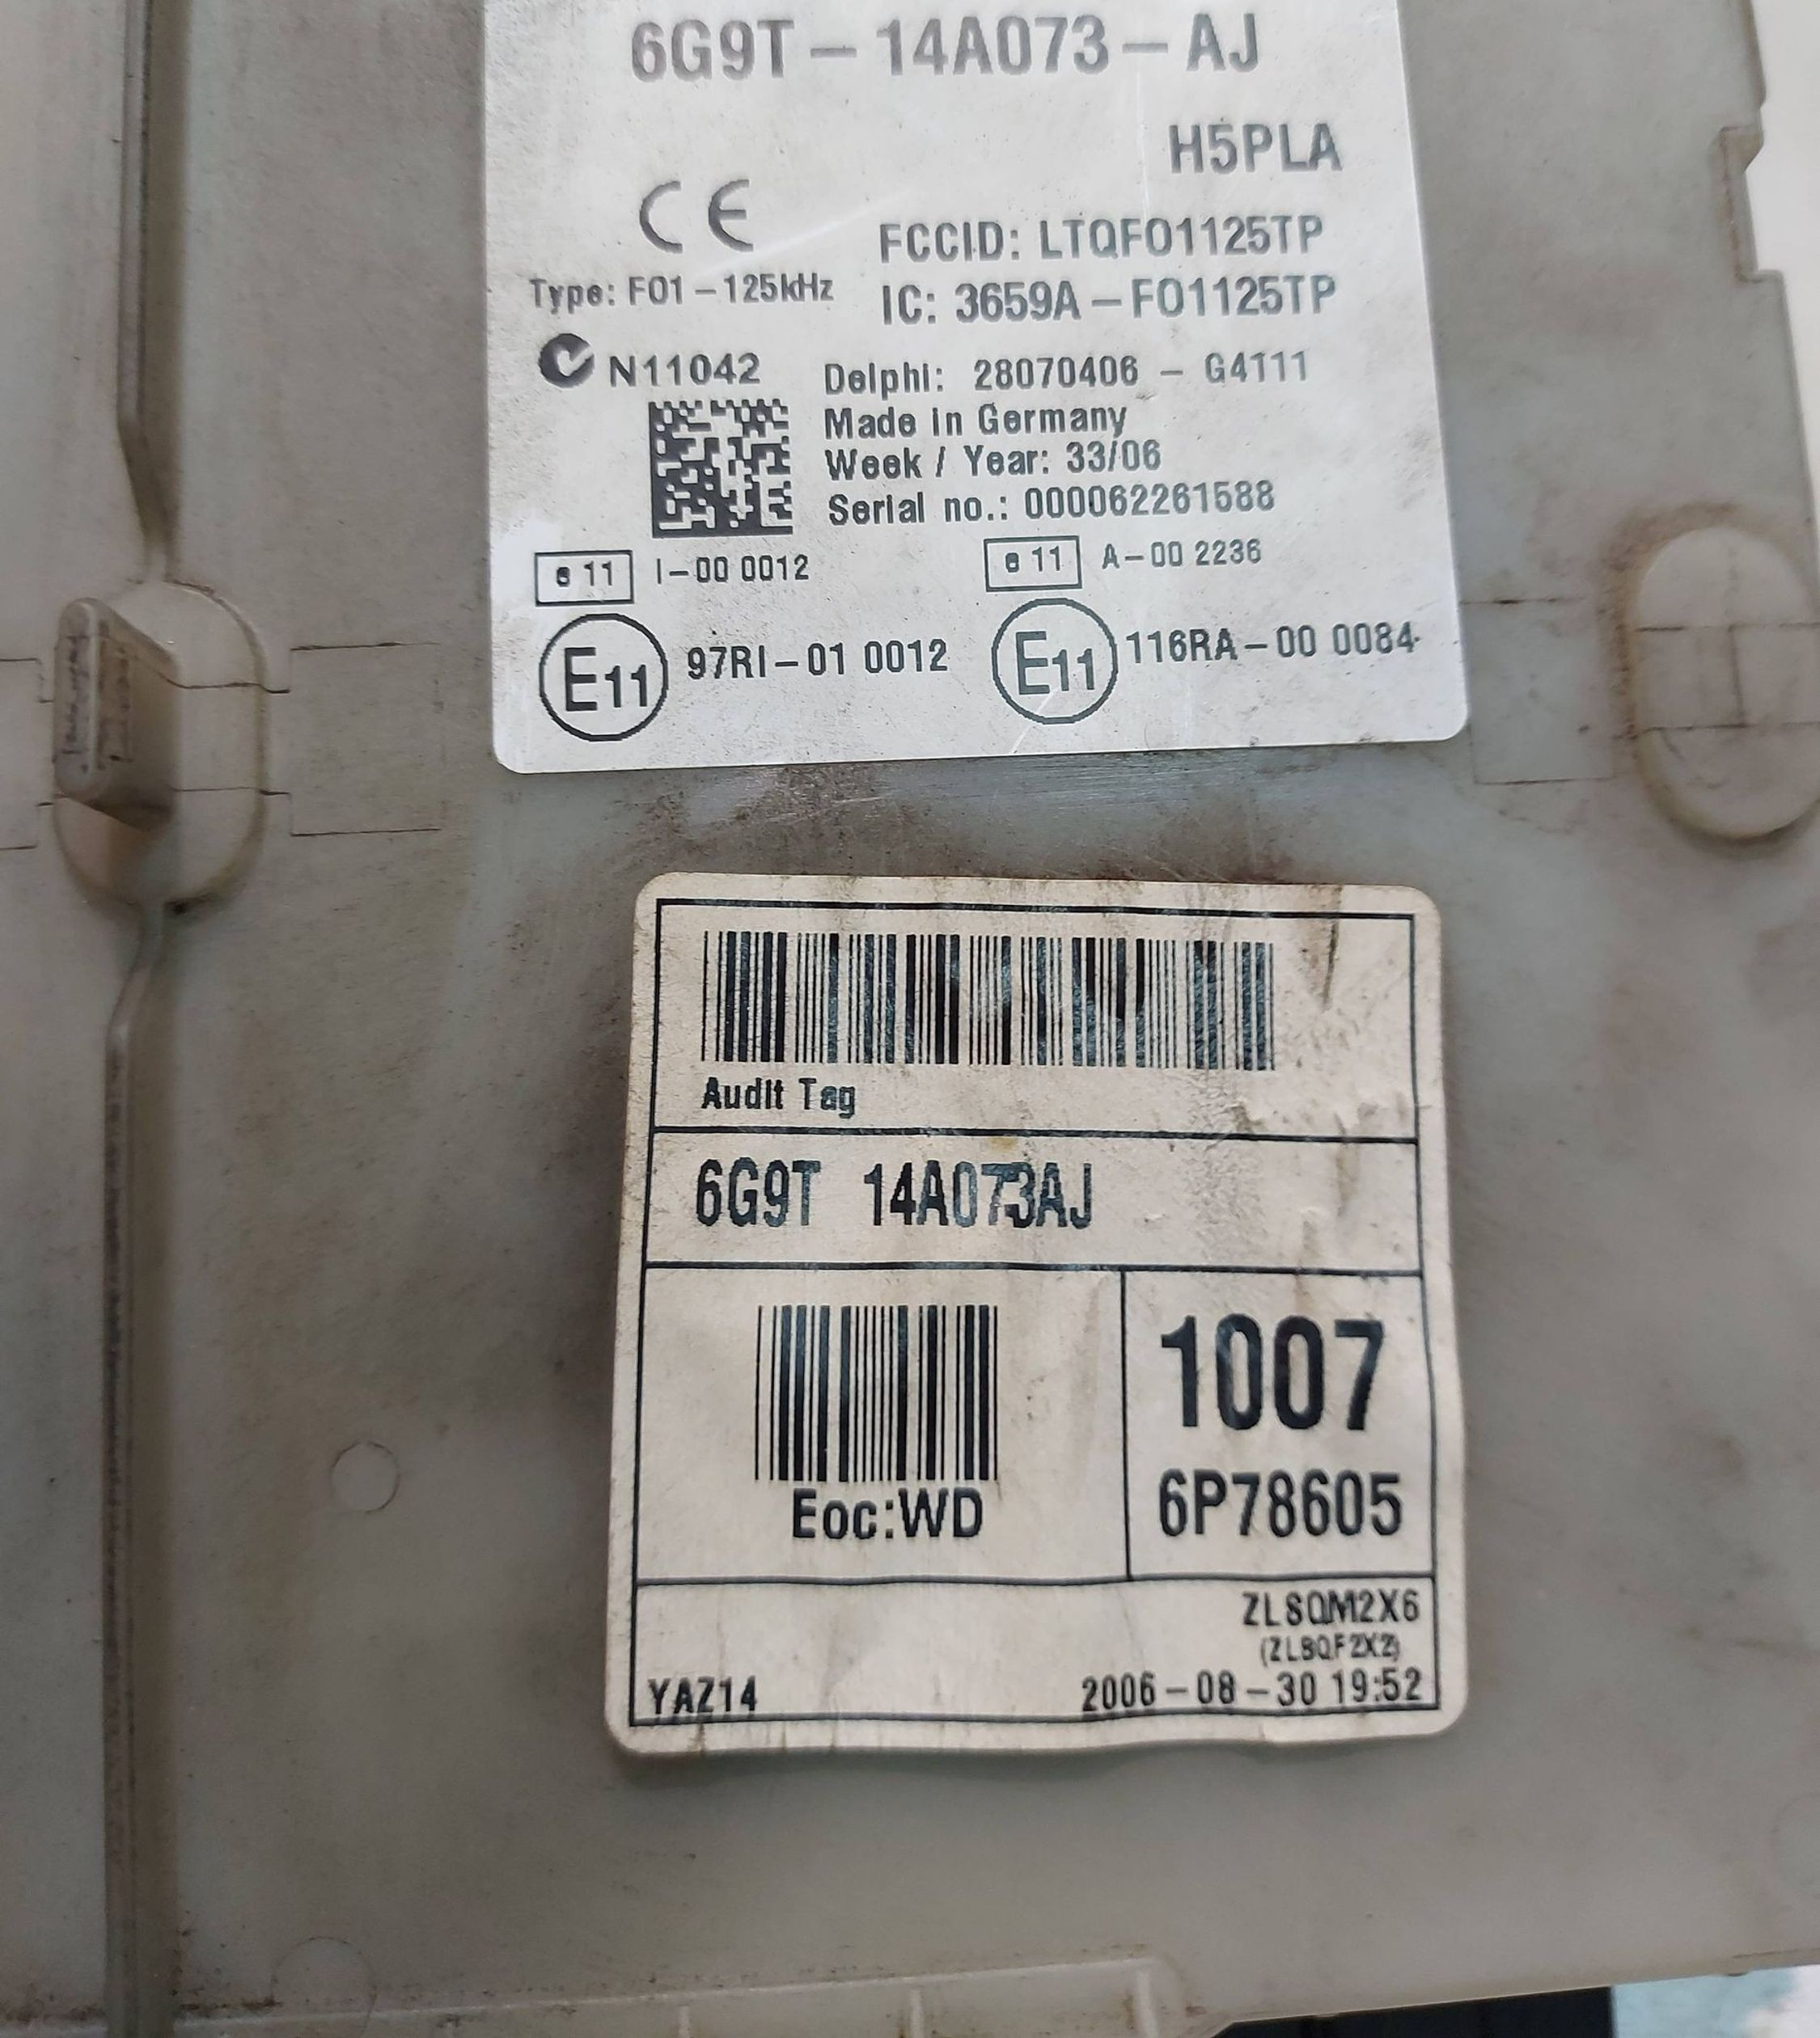 6G9T-14A073-AJ
H5PLA
CE
FCCID: LTQFO1125TP
Type: FO1-125kHz
IC: 3659A-FO1125TP
N11042
Delphi: 28070406 - G4111
Made in Germany
Week / Year: 33/06
Serial no.: 000062261588
e 11 I-00 0012
e 11 A-00 2236
E11 97RI-01 0012
E11 116RA-00 0084
Audit Tag
6G9T 14A073AJ
1007
Eoc:WD
6P78605
ZLSQM2X6
(ZLSQF2X2)
YAZ14
2006-08-30 19:52